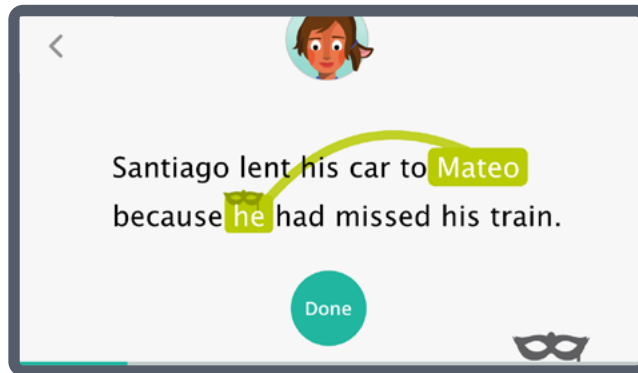 Santiago lent his car to Mateo
because he had missed his train.
Done